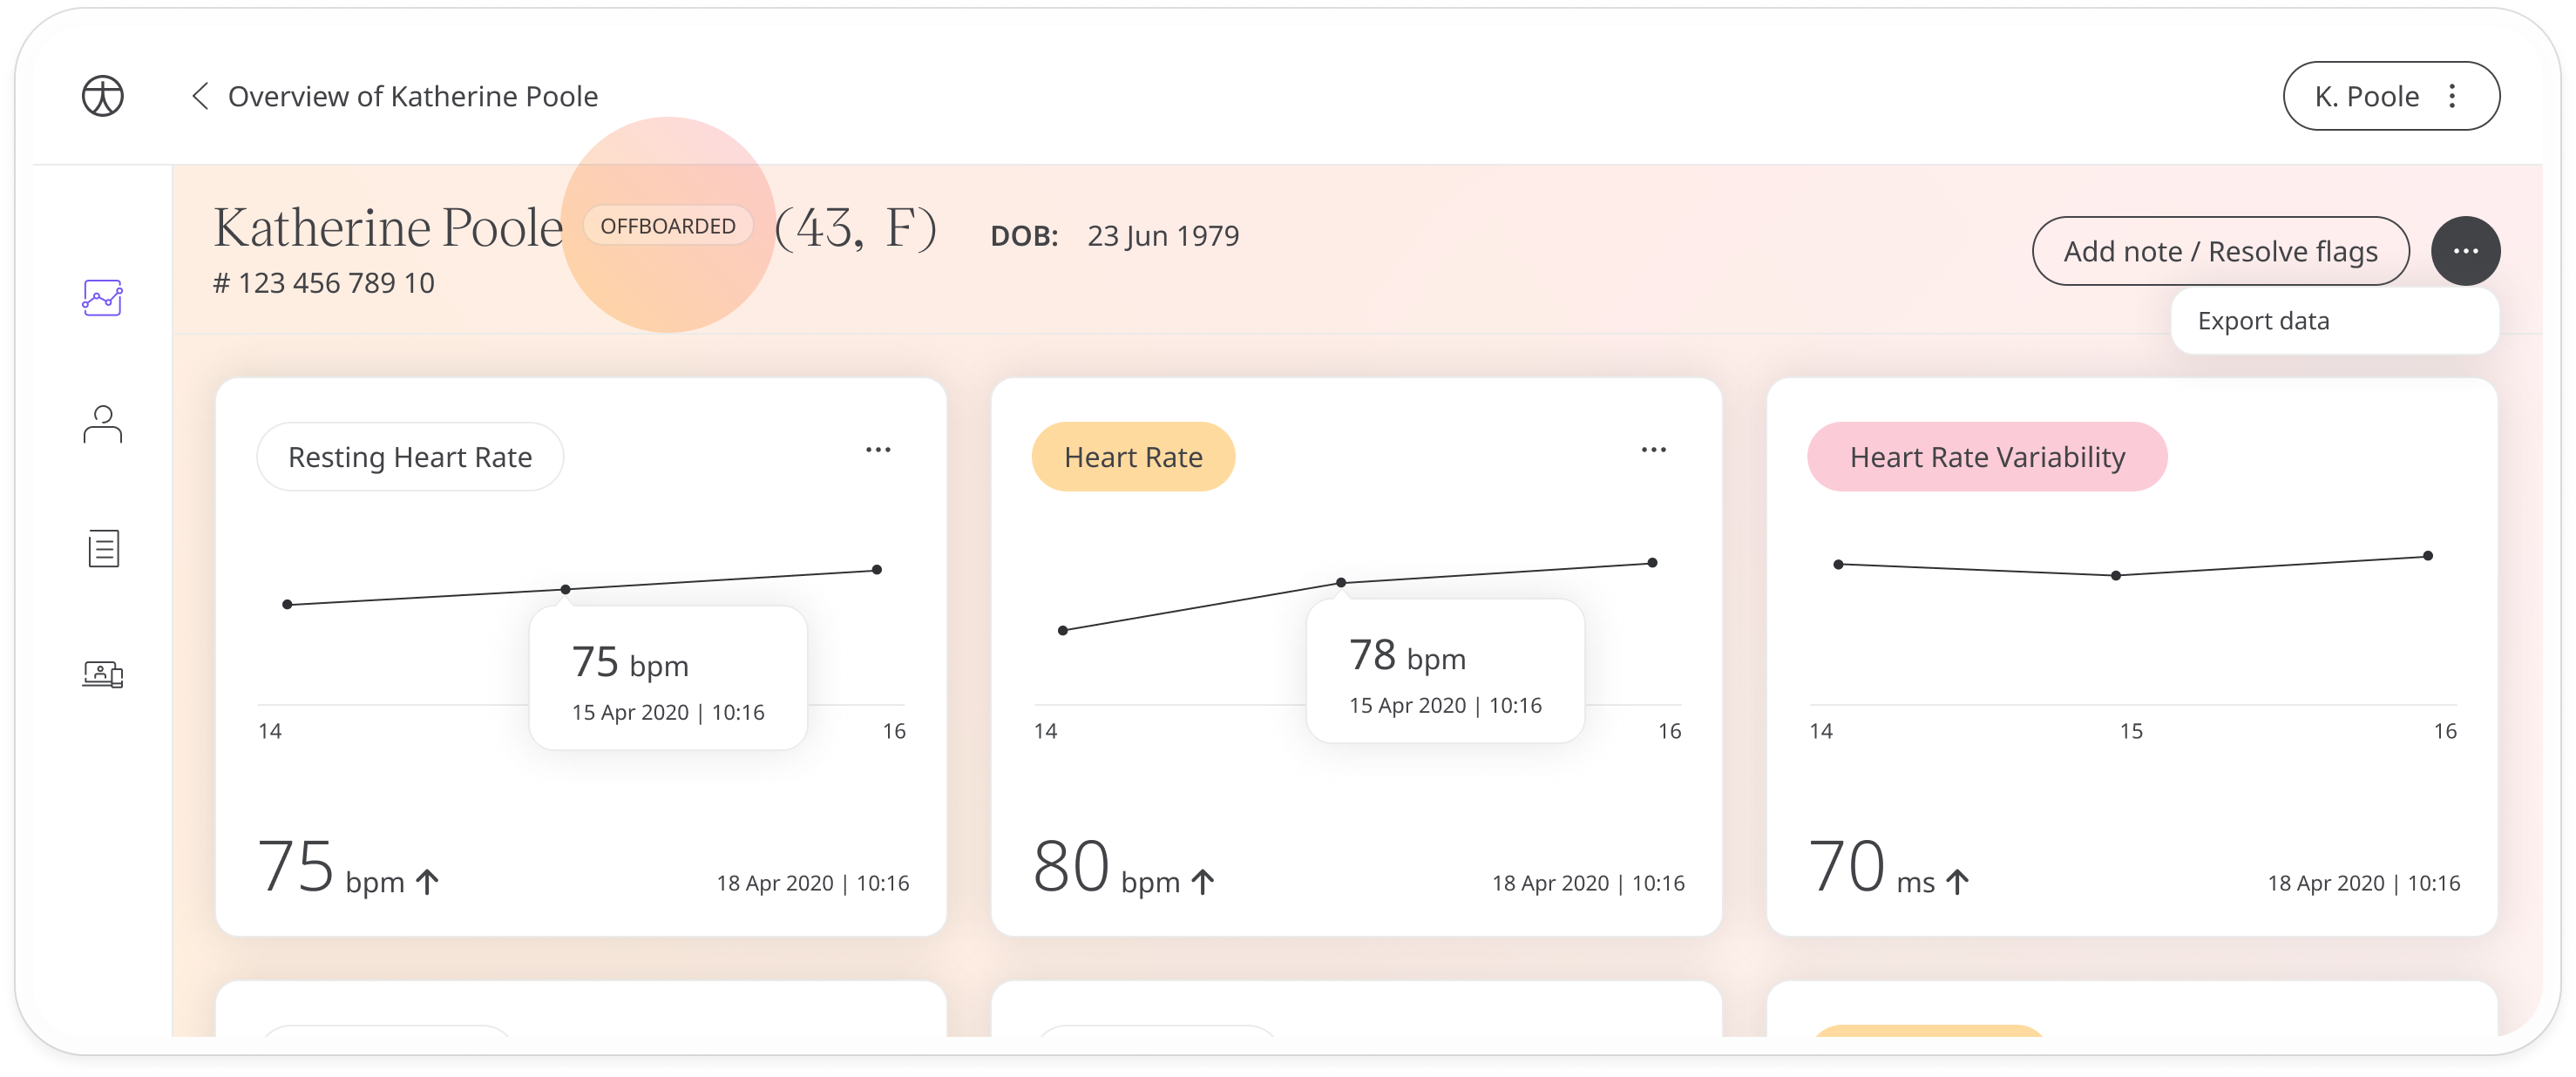 Overview of Katherine Poole
K. Poole
Katherine Poole OFFBOARDED (43, F) DOB: 23 Jun 1979
# 123 456 789 10
Add note / Resolve flags
Export data
Resting Heart Rate
75 bpm
15 Apr 2020 | 10:16
14 16
75 bpm 18 Apr 2020 | 10:16
Heart Rate
78 bpm
15 Apr 2020 | 10:16
14 16
80 bpm 18 Apr 2020 | 10:16
Heart Rate Variability
14 15 16
70 ms 18 Apr 2020 | 10:16